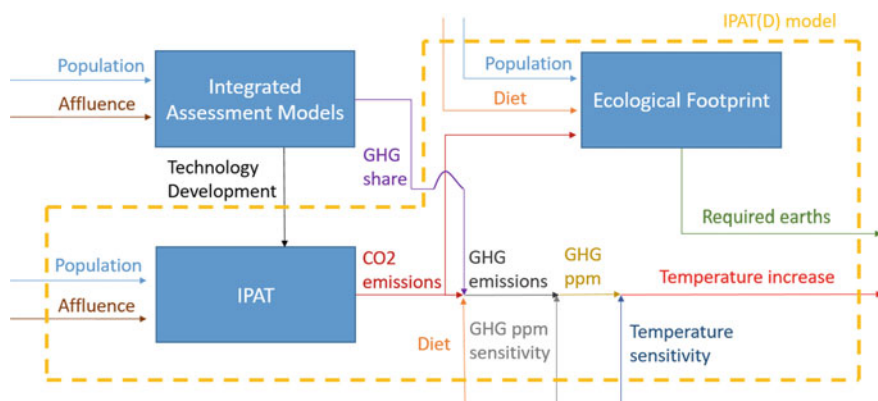 IPAT(D) model
Population
Affluence
Integrated
Assessment Models
Population
Diet
Ecological Footprint
Technology
Development
GHG
share
Required earths
Population
Affluence
IPAT
CO2
emissions
GHG
emissions
GHG
ppm
Temperature increase
Diet
GHG ppm
sensitivity
Temperature
sensitivity